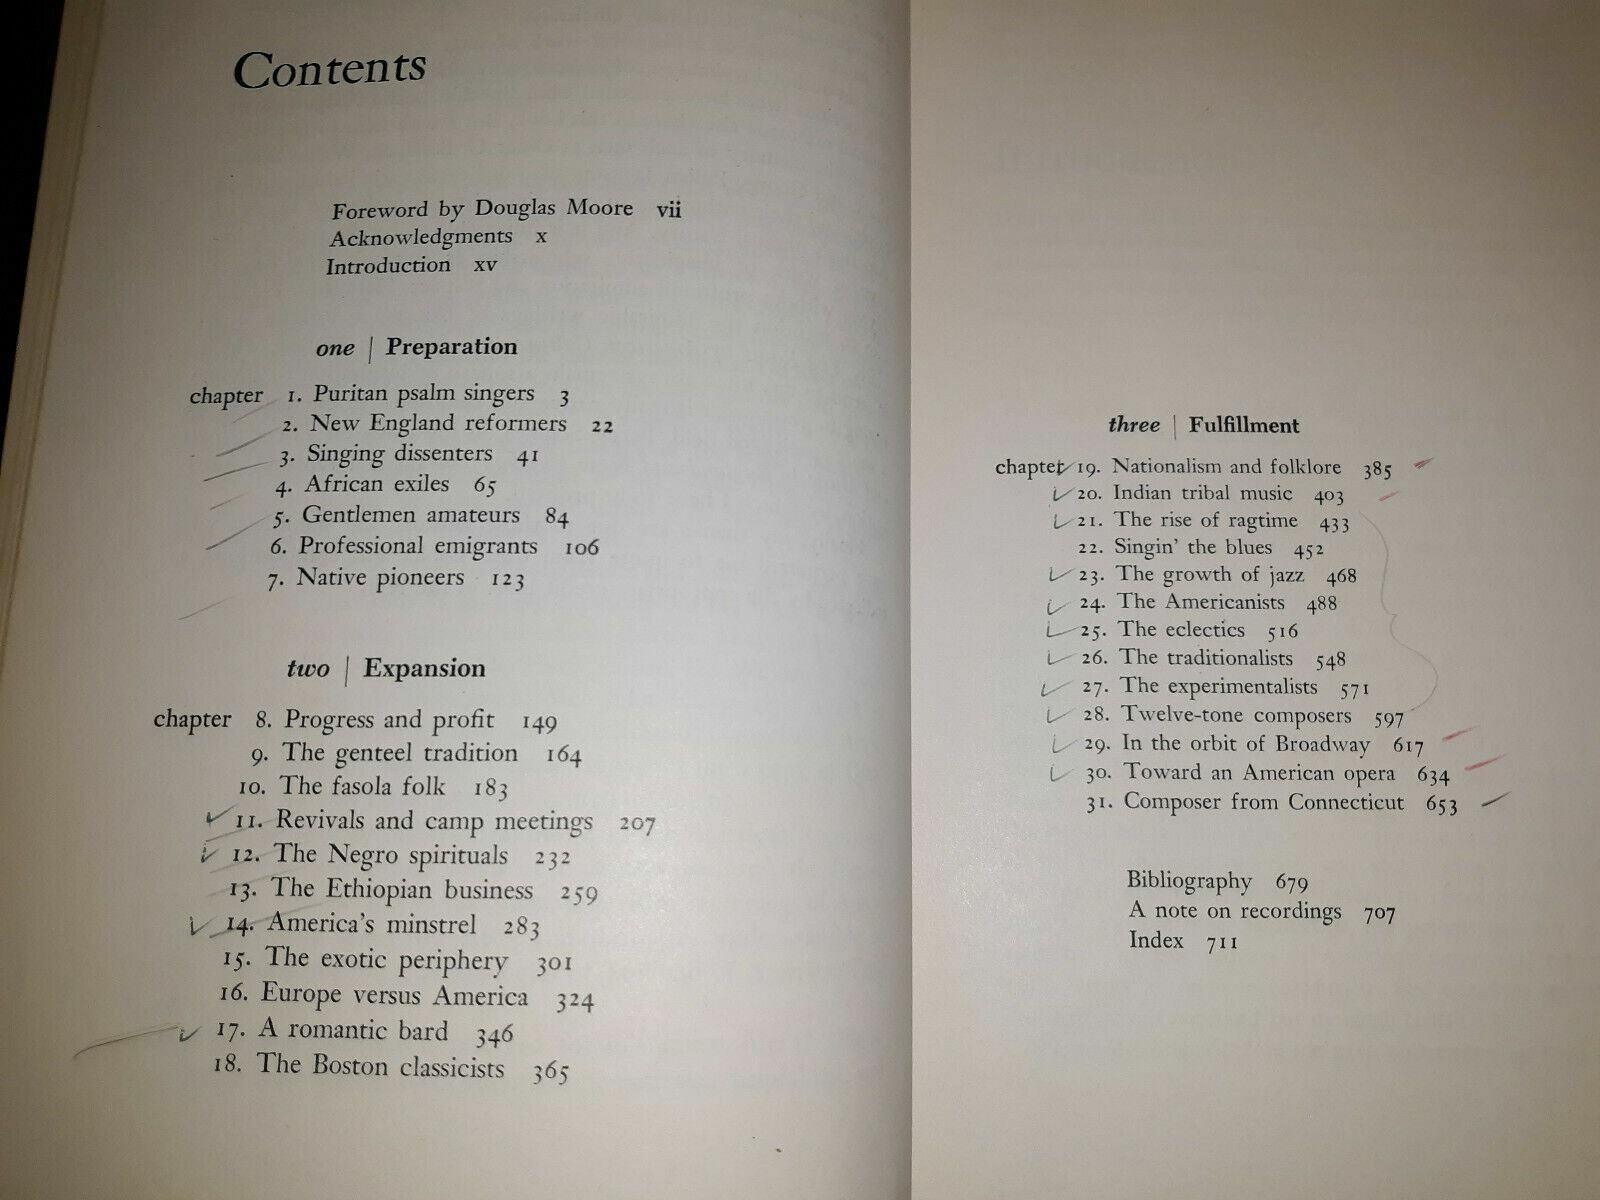 Contents
Foreword by Douglas Moore vii
Acknowledgments x
Introduction xv
one | Preparation
chapter 1. Puritan psalm singers 3
2. New England reformers 22
3. Singing dissenters 41
4. African exiles 65
5. Gentlemen amateurs 84
6. Professional emigrants 106
7. Native pioneers 123
two | Expansion
chapter 8. Progress and profit 149
9. The genteel tradition 164
10. The fasola folk 183
11. Revivals and camp meetings 207
12. The Negro spirituals 232
13. The Ethiopian business 259
14. America's minstrel 283
15. The exotic periphery 301
16. Europe versus America 324
17. A romantic bard 346
18. The Boston classicists 365
three | Fulfillment
chapter 19. Nationalism and folklore 385
20. Indian tribal music 403
21. The rise of ragtime 433
22. Singin' the blues 452
23. The growth of jazz 468
24. The Americanists 488
25. The eclectics 516
26. The traditionalists 548
27. The experimentalists 571
28. Twelve-tone composers 597
29. In the orbit of Broadway 617
30. Toward an American opera 634
31. Composer from Connecticut 653
Bibliography 679
A note on recordings 707
Index 711